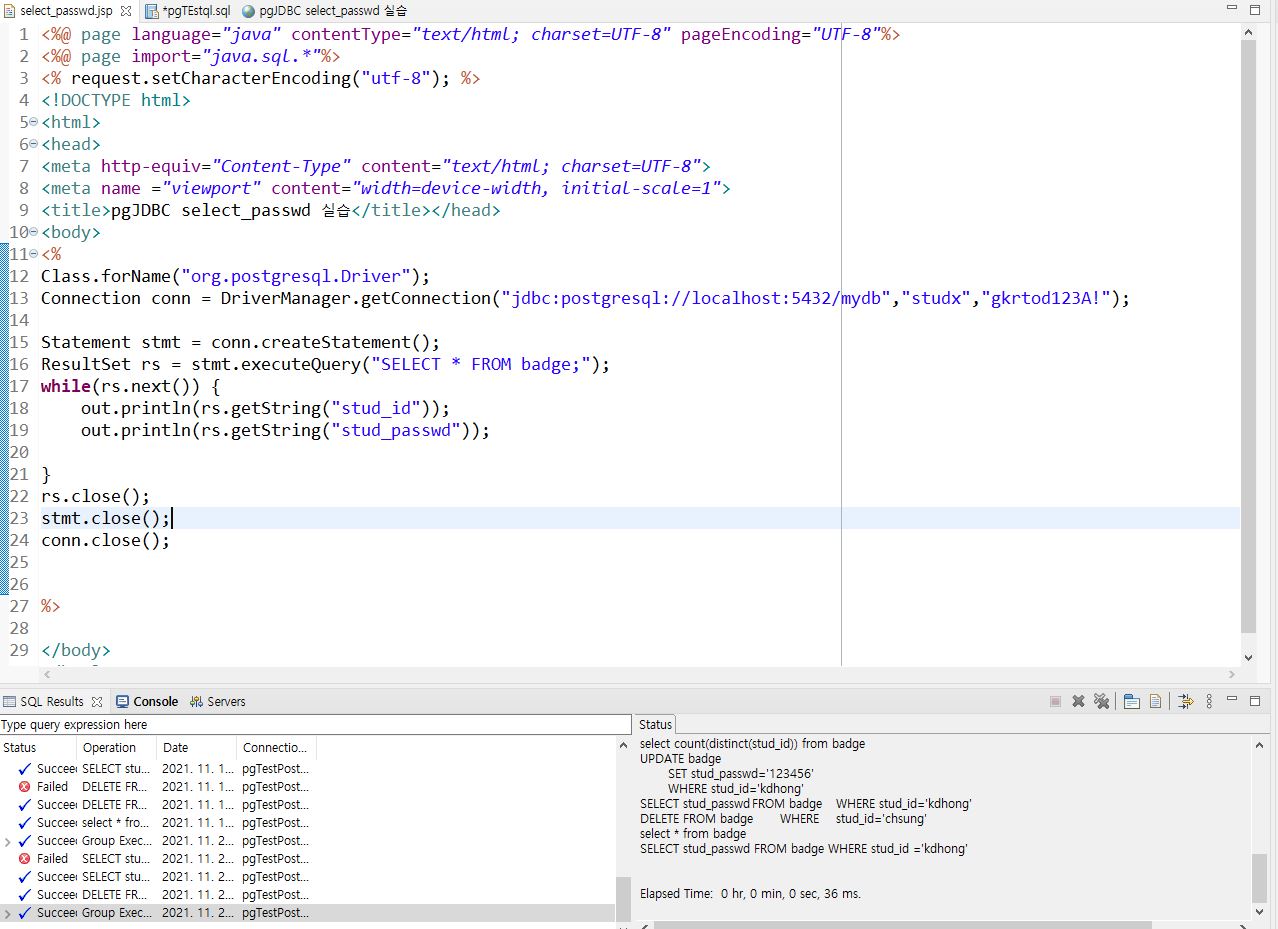 select_passwd.jsp
*pgTEstql.sql
pgJDBC select_passwd 실습
1 <%@ page language="java" contentType="text/html; charset=UTF-8" pageEncoding="UTF-8"%>
2 <%@ page import="java.sql.*"%>
3 <% request.setCharacterEncoding("utf-8"); %>
4 <!DOCTYPE html>
5 <html>
6 <head>
7 <meta http-equiv="Content-Type" content="text/html; charset=UTF-8">
8 <meta name ="viewport" content="width=device-width, initial-scale=1">
9 <title>pgJDBC select_passwd 실습</title></head>
10 <body>
11 <%
12 Class.forName("org.postgresql.Driver");
13 Connection conn = DriverManager.getConnection("jdbc:postgresql://localhost:5432/mydb","studx","gkrtod123A!");
14
15 Statement stmt = conn.createStatement();
16 ResultSet rs = stmt.executeQuery("SELECT * FROM badge;");
17 while(rs.next()) {
18 out.println(rs.getString("stud_id"));
19 out.println(rs.getString("stud_passwd"));
20
21 }
22 rs.close();
23 stmt.close();
24 conn.close();
25
26
27 %>
28
29 </body>
SQL Results
Console
Servers
Type query expression here
Status Operation Date Connectio...
Succee SELECT stu... 2021. 11. 1... pgTestPost...
Failed DELETE FR... 2021. 11. 1... pgTestPost...
Succee DELETE FR... 2021. 11. 1... pgTestPost...
Succee select * fro... 2021. 11. 1... pgTestPost...
Succee Group Exec... 2021. 11. 2... pgTestPost...
Failed SELECT stu... 2021. 11. 2... pgTestPost...
Succee SELECT stu... 2021. 11. 2... pgTestPost...
Succee DELETE FR... 2021. 11. 2... pgTestPost...
Succee Group Exec... 2021. 11. 2... pgTestPost...
Status
select count(distinct(stud_id)) from badge
UPDATE badge
SET stud_passwd='123456'
WHERE stud_id='kdhong'
SELECT stud_passwd FROM badge WHERE stud_id='kdhong'
DELETE FROM badge WHERE stud_id='chsung'
select * from badge
SELECT stud_passwd FROM badge WHERE stud_id ='kdhong'
Elapsed Time: 0 hr, 0 min, 0 sec, 36 ms.